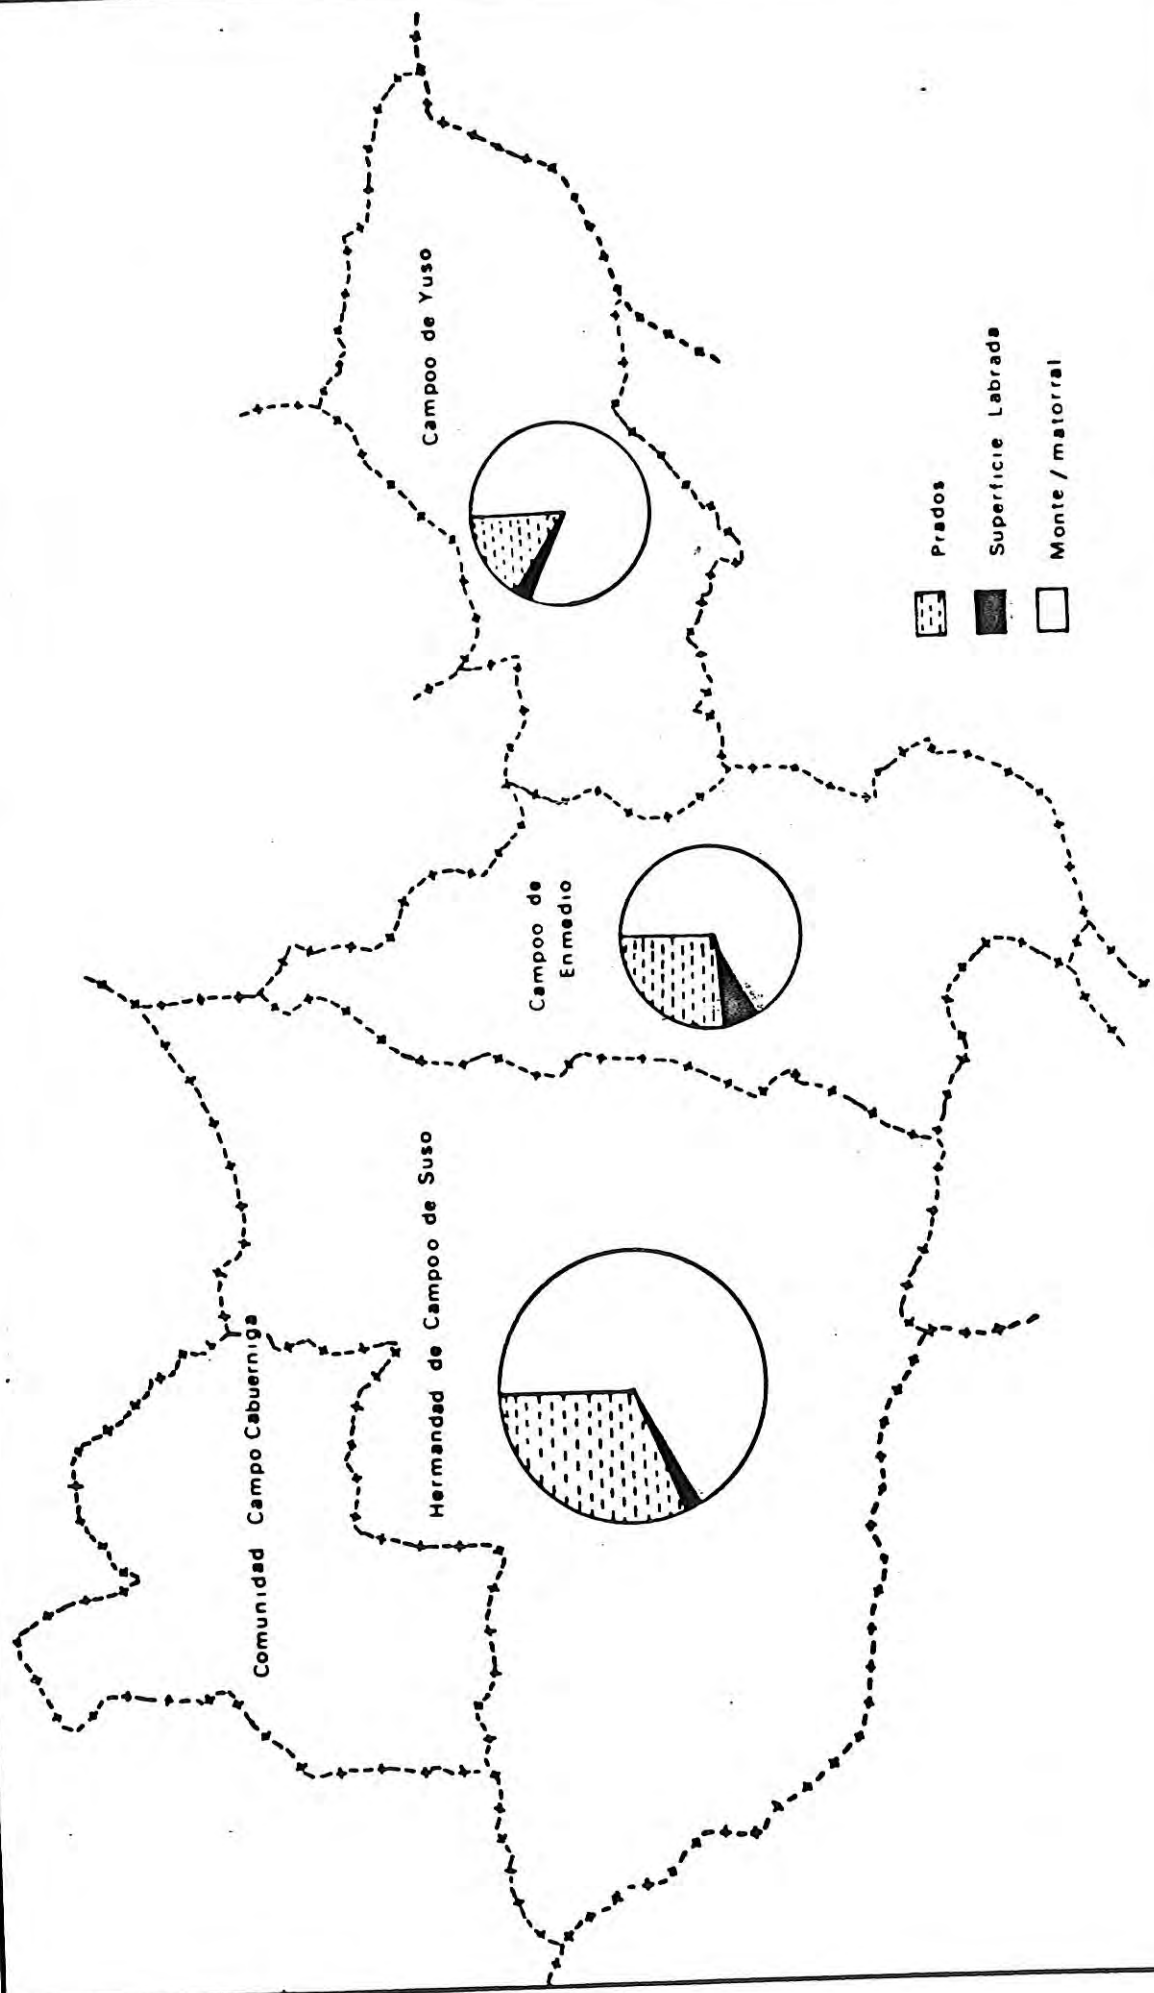 Comunidad Campo Cabuerniga
Hermandad de Campoo de Suso
Campoo de
Enmedio
Campoo de Yuso
Prados
Superficie Labrada
Monte / matorral